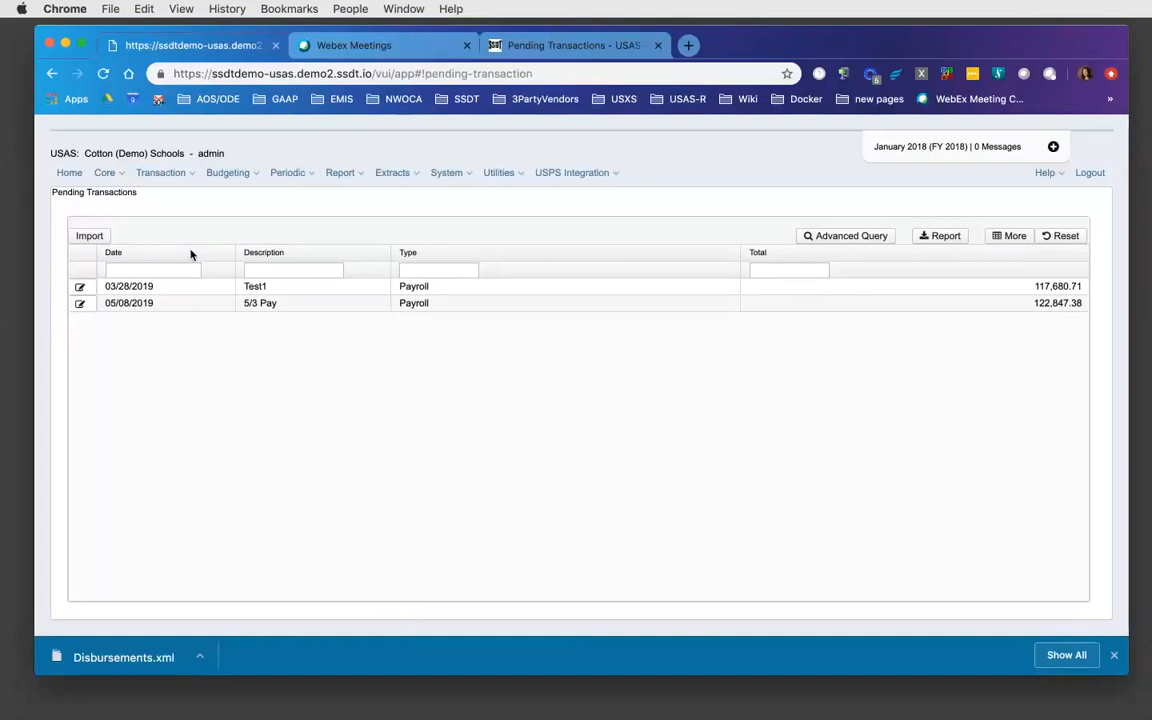 Chrome File Edit View History Bookmarks People Window Help
https://ssdtdemo-usas.demo2 Webex Meetings Pending Transactions - USAS
https://ssdtdemo-usas.demo2.ssdt.io/vui/app#!pending-transaction
Apps AOS/ODE GAAP EMIS NWOCA SSDT 3PartyVendors USXS USAS-R Wiki Docker new pages WebEx Meeting C... »
USAS: Cotton (Demo) Schools - admin
January 2018 (FY 2018) | 0 Messages
Home Core Transaction Budgeting Periodic Report Extracts System Utilities USPS Integration Help Logout
Pending Transactions
Import Advanced Query Report More Reset
Date Description Type Total
03/28/2019 Test1 Payroll 117,680.71
05/08/2019 5/3 Pay Payroll 122,847.38
Disbursements.xml Show All